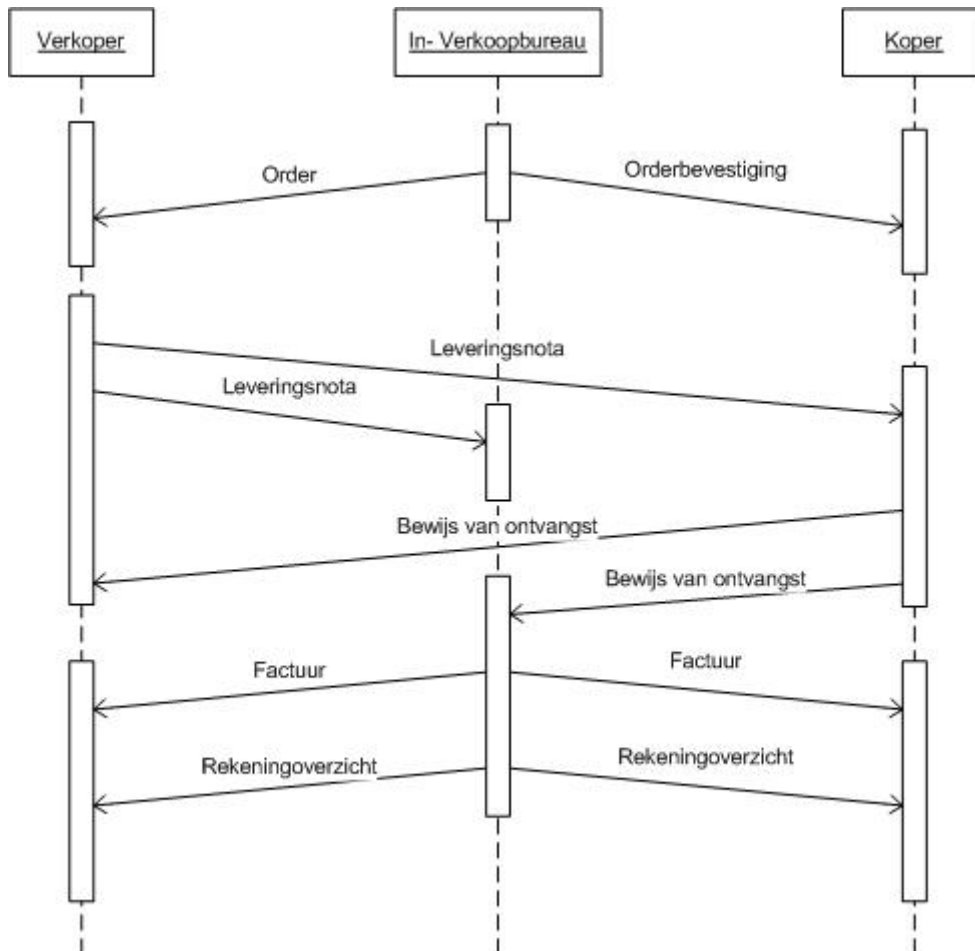 Verkoper
In- Verkoopbureau
Koper
Order
Orderbevestiging
Leveringsnota
Leveringsnota
Bewijs van ontvangst
Bewijs van ontvangst
Factuur
Factuur
Rekeningoverzicht
Rekeningoverzicht